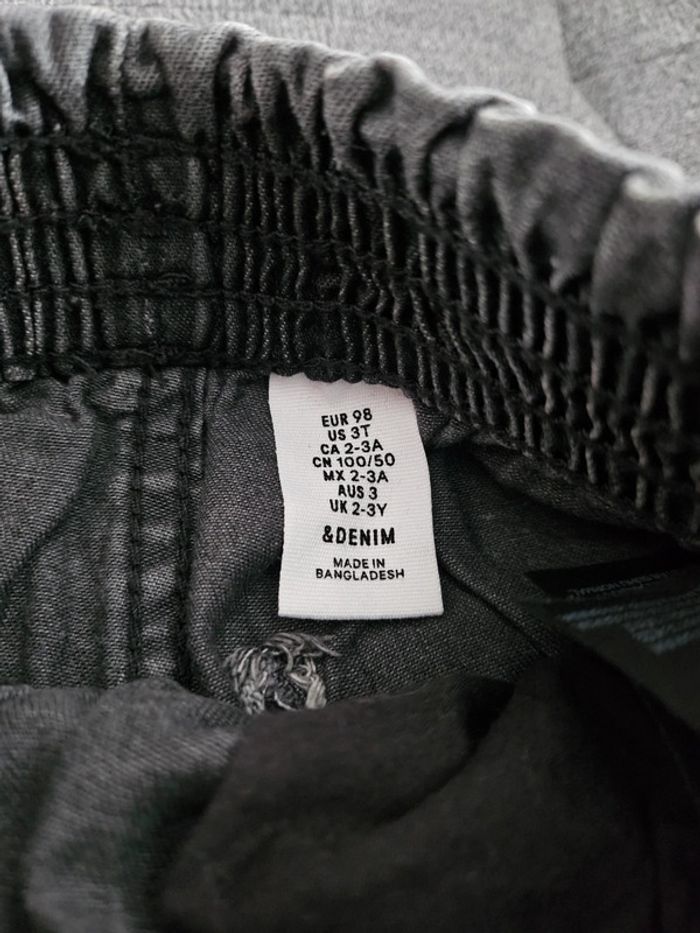 EUR 98
US 3T
CA 2-3A
CN 100/50
MX 2-3A
AUS 3
UK 2-3Y
&DENIM
MADE IN
BANGLADESH